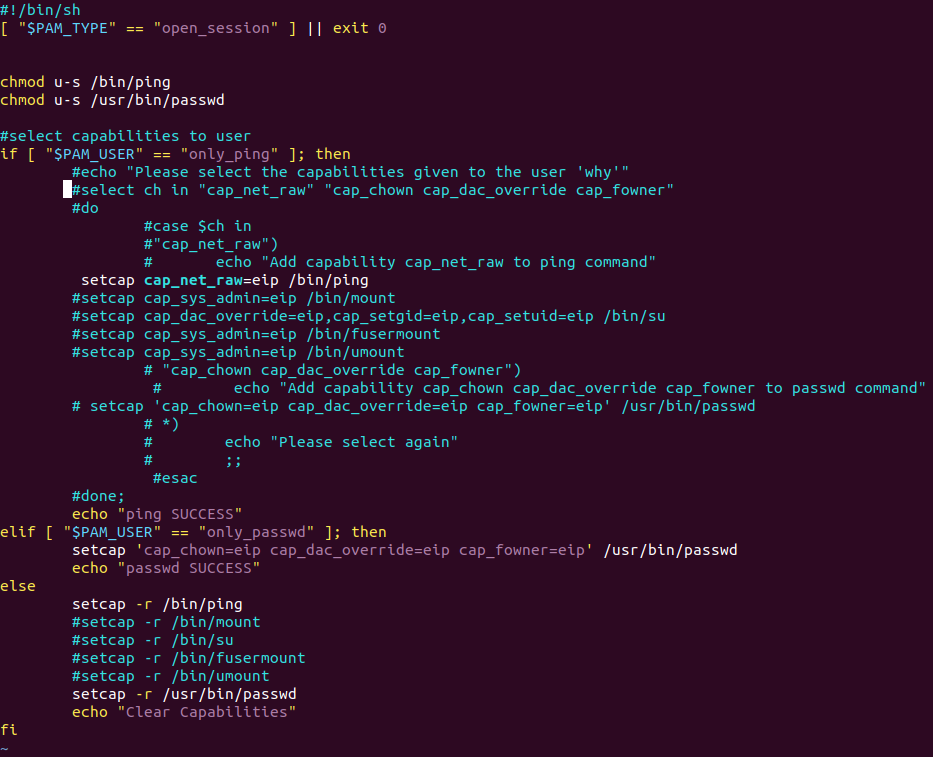 #!/bin/sh
[ "$PAM_TYPE" == "open_session" ] || exit 0
chmod u-s /bin/ping
chmod u-s /usr/bin/passwd
#select capabilities to user
if [ "$PAM_USER" == "only_ping" ]; then
#echo "Please select the capabilities given to the user 'why'"
#select ch in "cap_net_raw" "cap_chown cap_dac_override cap_fowner"
#do
#case $ch in
#"cap_net_raw")
#       echo "Add capability cap_net_raw to ping command"
setcap cap_net_raw=eip /bin/ping
#setcap cap_sys_admin=eip /bin/mount
#setcap cap_dac_override=eip,cap_setgid=eip,cap_setuid=eip /bin/su
#setcap cap_sys_admin=eip /bin/fusermount
#setcap cap_sys_admin=eip /bin/umount
# "cap_chown cap_dac_override cap_fowner")
#        echo "Add capability cap_chown cap_dac_override cap_fowner to passwd command"
# setcap 'cap_chown=eip cap_dac_override=eip cap_fowner=eip' /usr/bin/passwd
# *)
#        echo "Please select again"
#        ;;
#esac
#done;
echo "ping SUCCESS"
elif [ "$PAM_USER" == "only_passwd" ]; then
setcap 'cap_chown=eip cap_dac_override=eip cap_fowner=eip' /usr/bin/passwd
echo "passwd SUCCESS"
else
setcap -r /bin/ping
#setcap -r /bin/mount
#setcap -r /bin/su
#setcap -r /bin/fusermount
#setcap -r /bin/umount
setcap -r /usr/bin/passwd
echo "Clear Capabilities"
fi
~